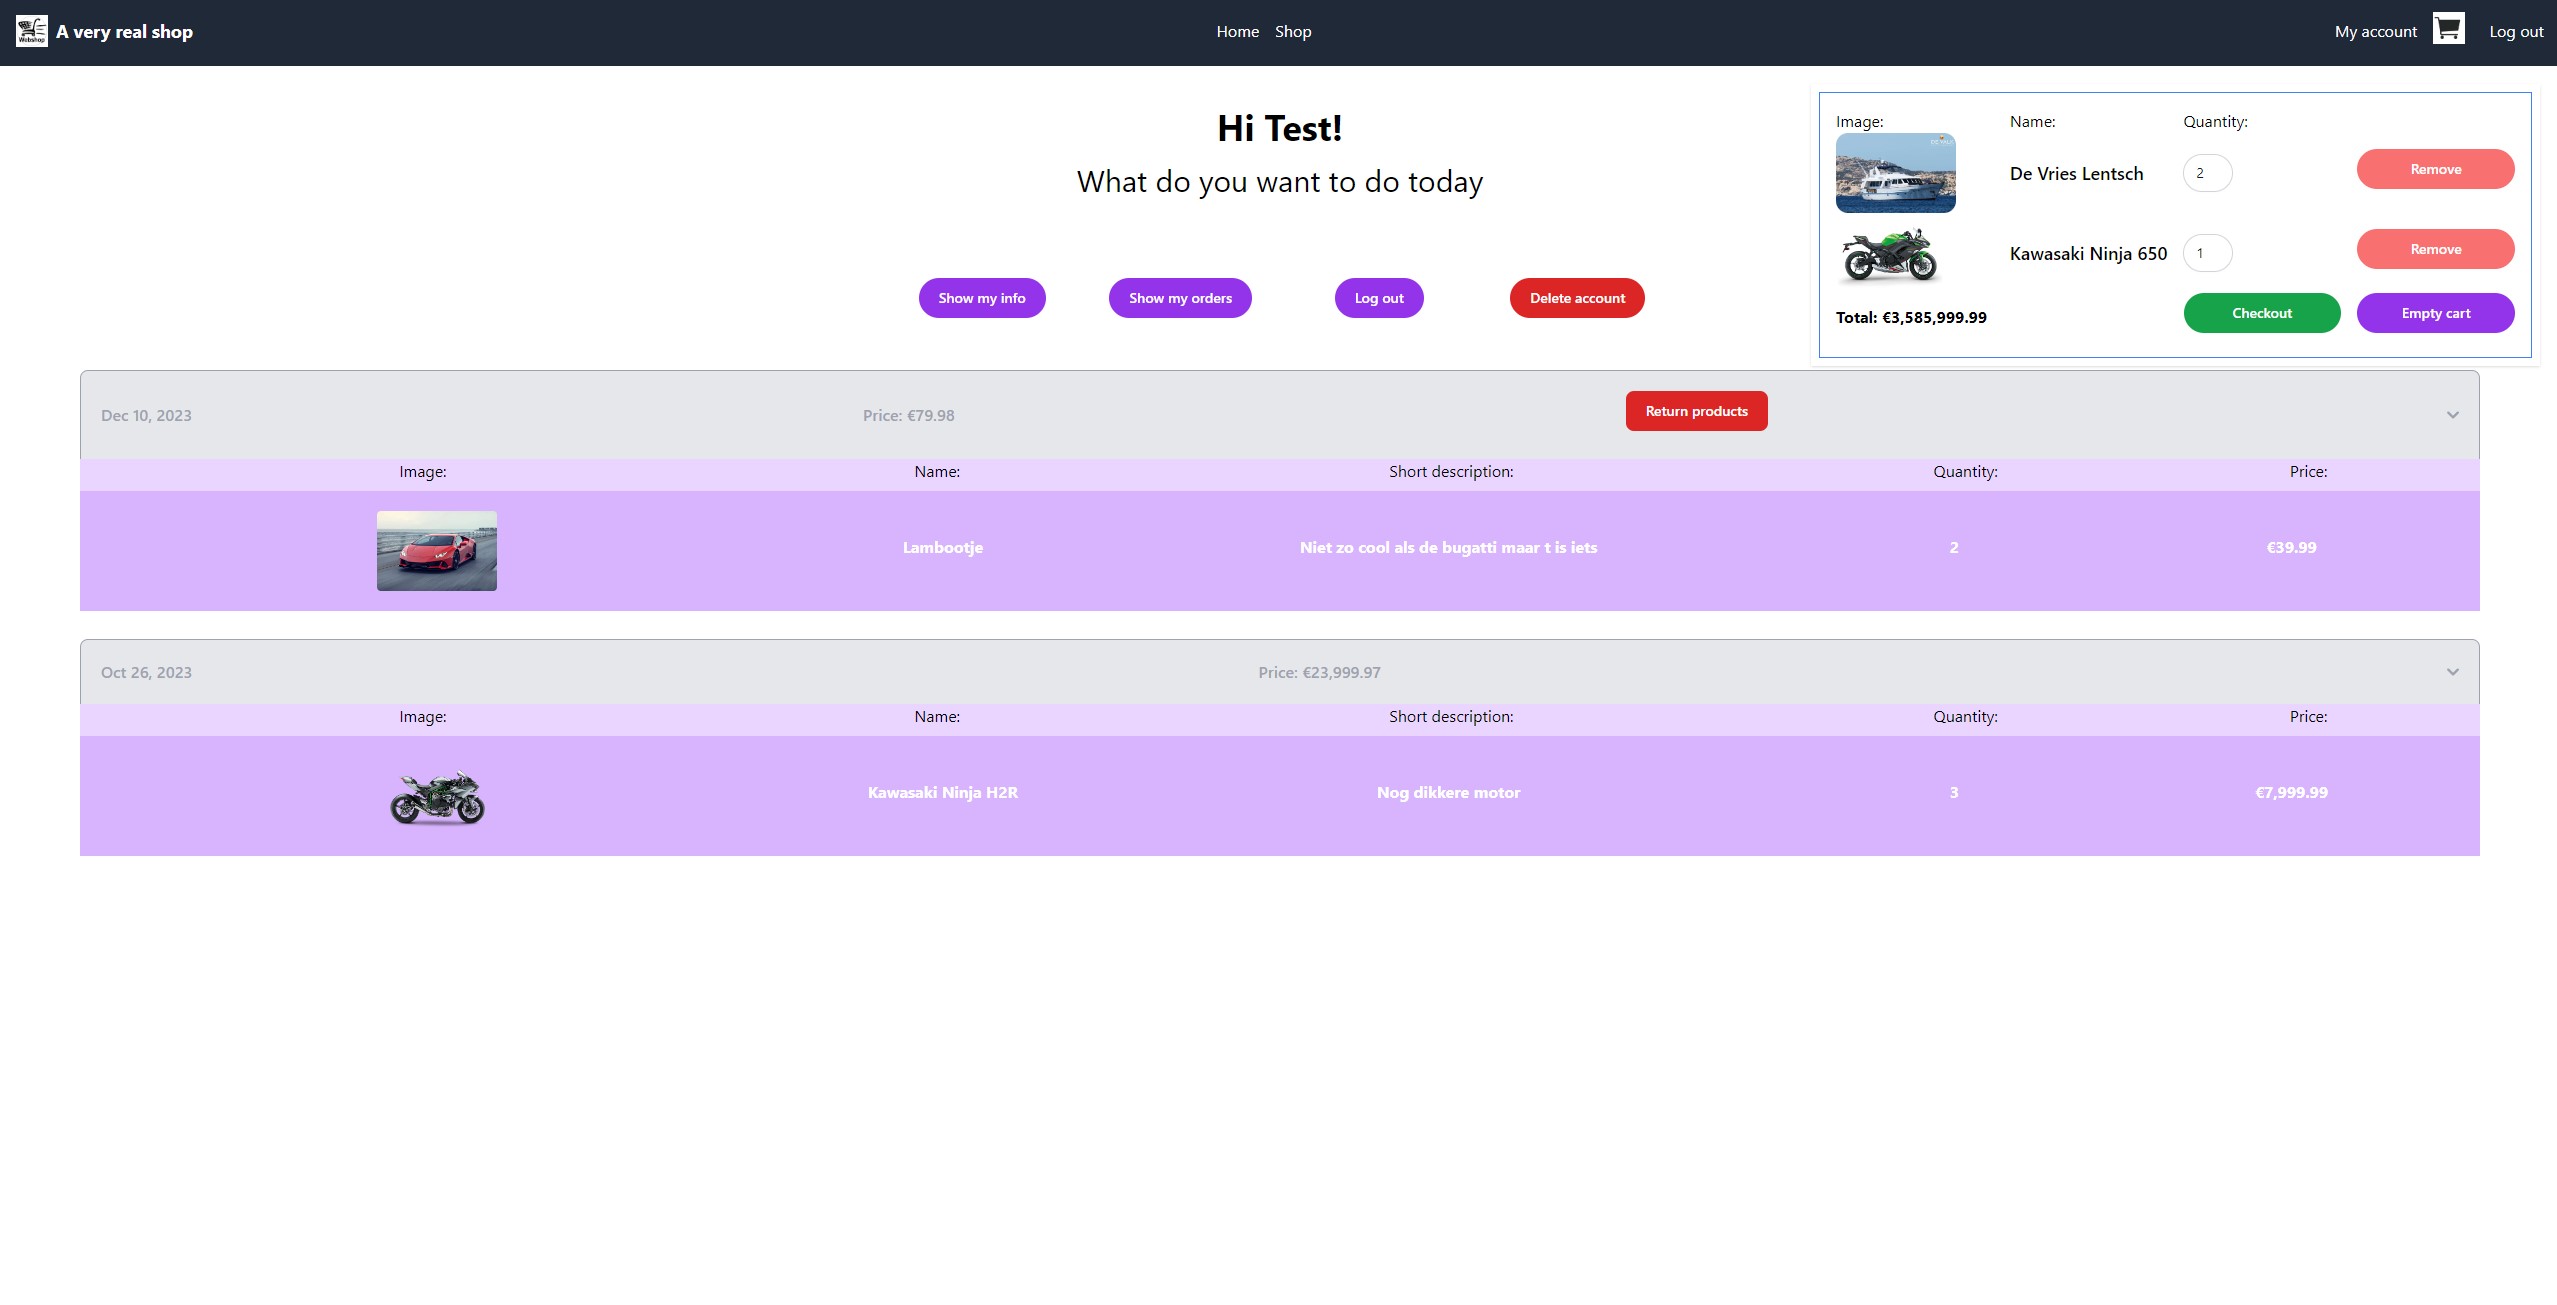 Webshop
A very real shop
Home Shop
My account Log out
Hi Test!
What do you want to do today
Show my info Show my orders Log out Delete account
Image: Name: Quantity:
De Vries Lentsch 2 Remove
Kawasaki Ninja 650 1 Remove
Total: €3,585,999.99 Checkout Empty cart
Dec 10, 2023 Price: €79.98 Return products
Image: Name: Short description: Quantity: Price:
Lambootje Niet zo cool als de bugatti maar t is iets 2 €39.99
Oct 26, 2023 Price: €23,999.97
Image: Name: Short description: Quantity: Price:
Kawasaki Ninja H2R Nog dikkere motor 3 €7,999.99